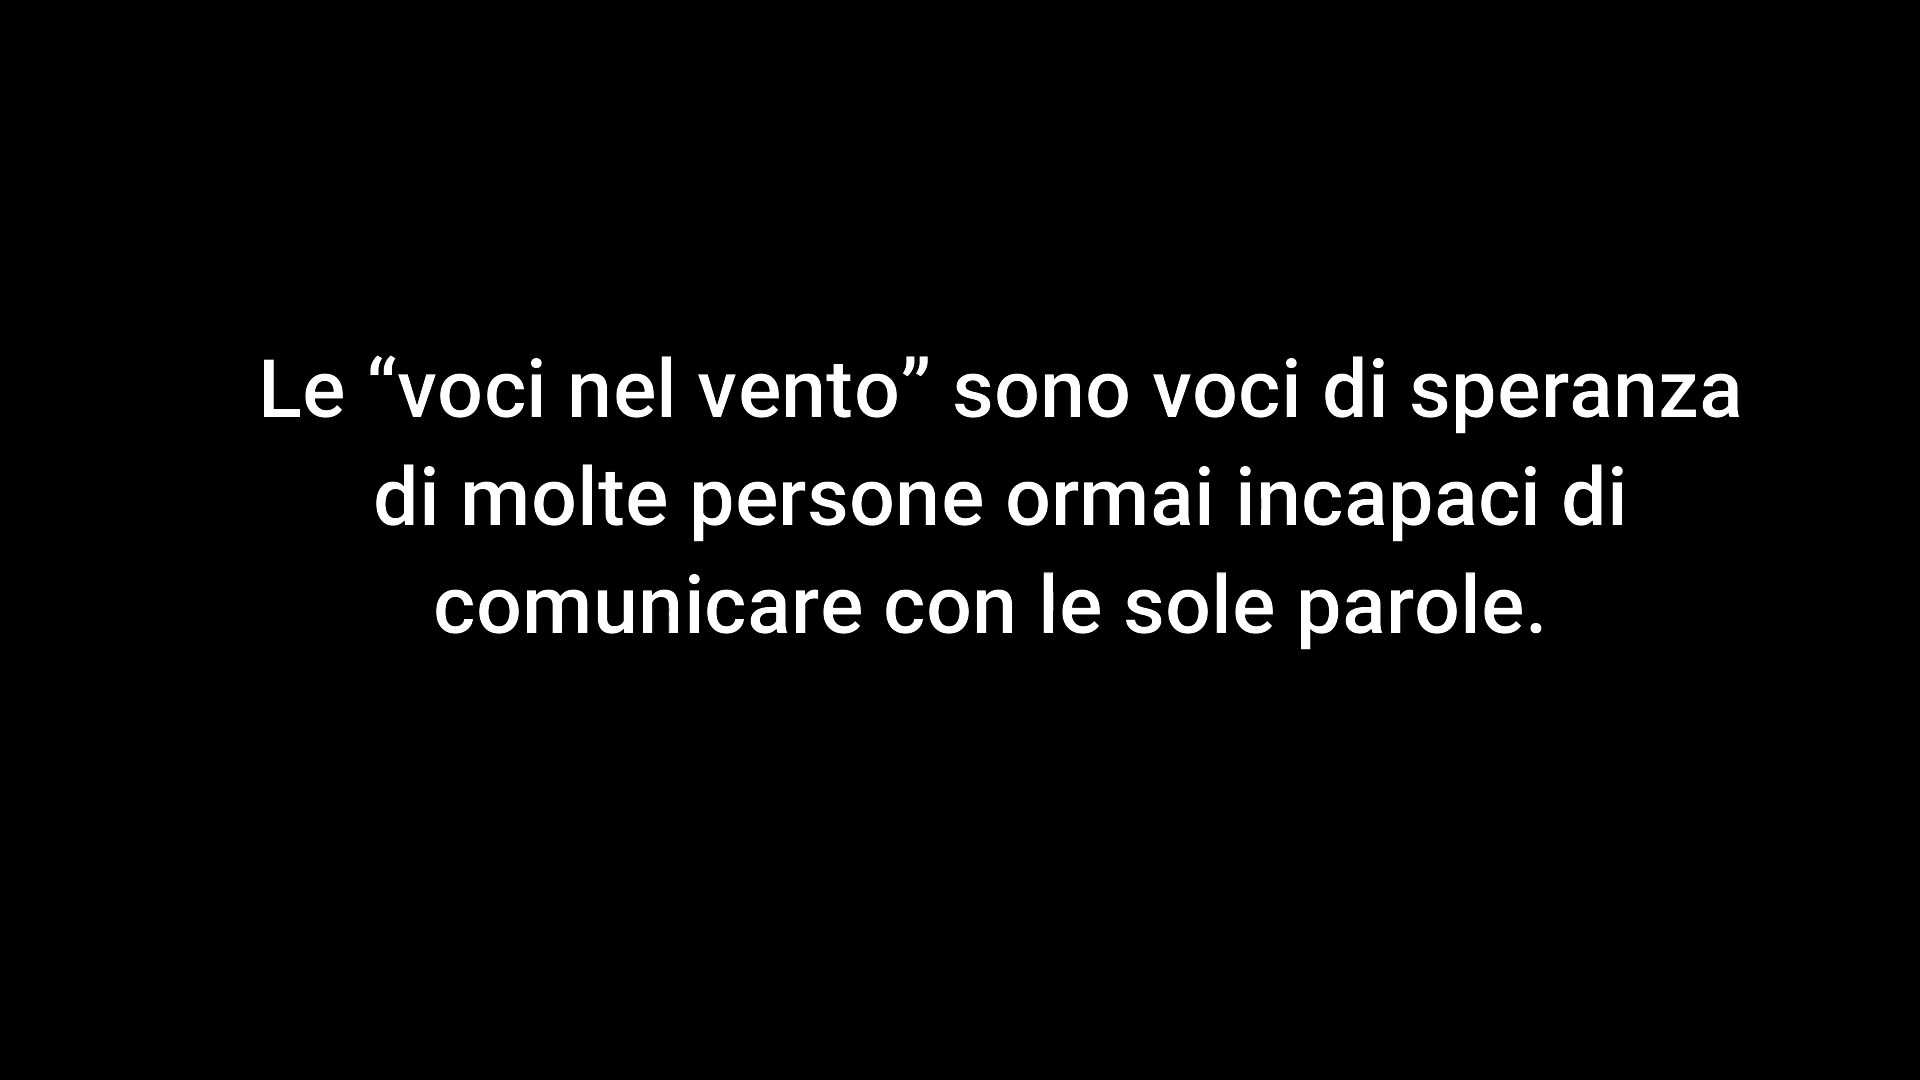 Le “voci nel vento” sono voci di speranza
di molte persone ormai incapaci di
comunicare con le sole parole.